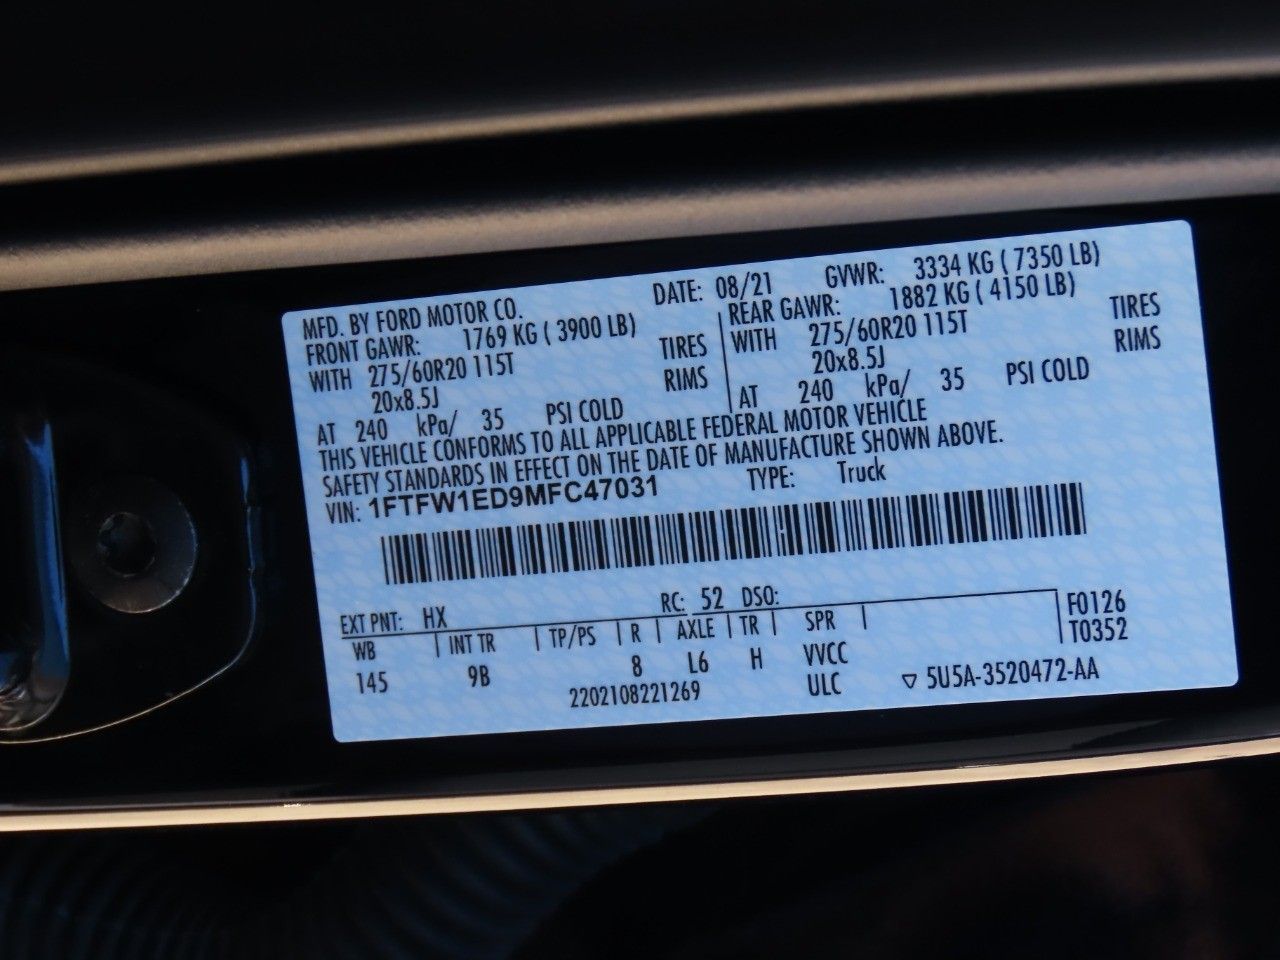 MFD. BY FORD MOTOR CO. DATE: 08/21 GVWR: 3334 KG ( 7350 LB)
FRONT GAWR: 1769 KG ( 3900 LB) REAR GAWR: 1882 KG ( 4150 LB)
WITH 275/60R20 115T TIRES WITH 275/60R20 115T TIRES
20x8.5J RIMS 20x8.5J RIMS
AT 240 kPa/ 35 PSI COLD AT 240 kPa/ 35 PSI COLD
THIS VEHICLE CONFORMS TO ALL APPLICABLE FEDERAL MOTOR VEHICLE
SAFETY STANDARDS IN EFFECT ON THE DATE OF MANUFACTURE SHOWN ABOVE.
VIN: 1FTFW1ED9MFC47031 TYPE: Truck
EXT PNT: HX RC: 52 DSO:
WB INT TR TP/PS R AXLE TR SPR F0126
145 9B 8 L6 H VVCC T0352
2202108221269 ULC 5U5A-3520472-AA